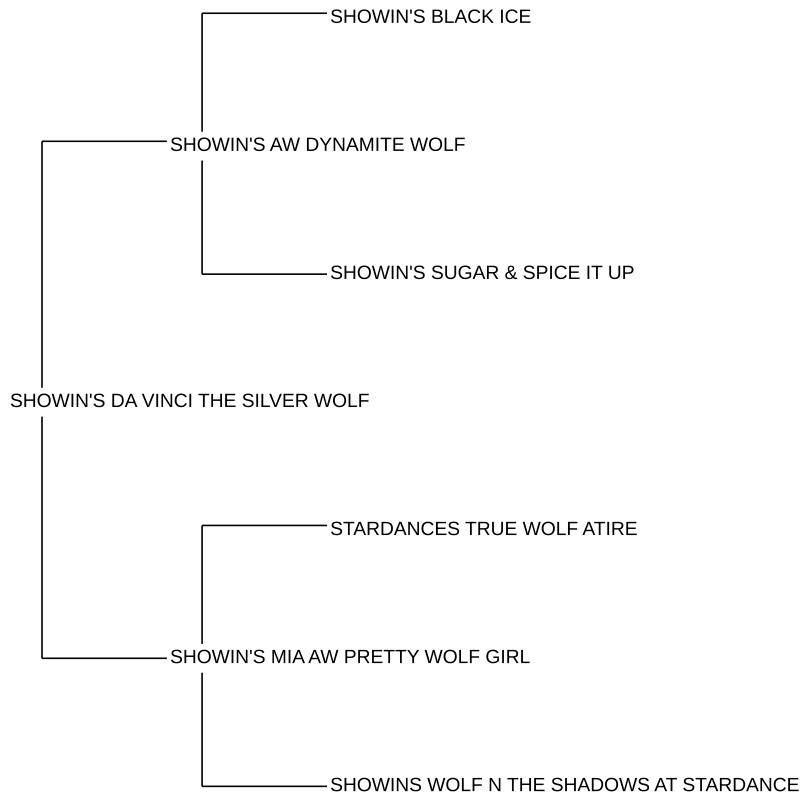 SHOWIN'S BLACK ICE
SHOWIN'S AW DYNAMITE WOLF
SHOWIN'S SUGAR & SPICE IT UP
SHOWIN'S DA VINCI THE SILVER WOLF
STARDANCES TRUE WOLF ATIRE
SHOWIN'S MIA AW PRETTY WOLF GIRL
SHOWINS WOLF N THE SHADOWS AT STARDANCE